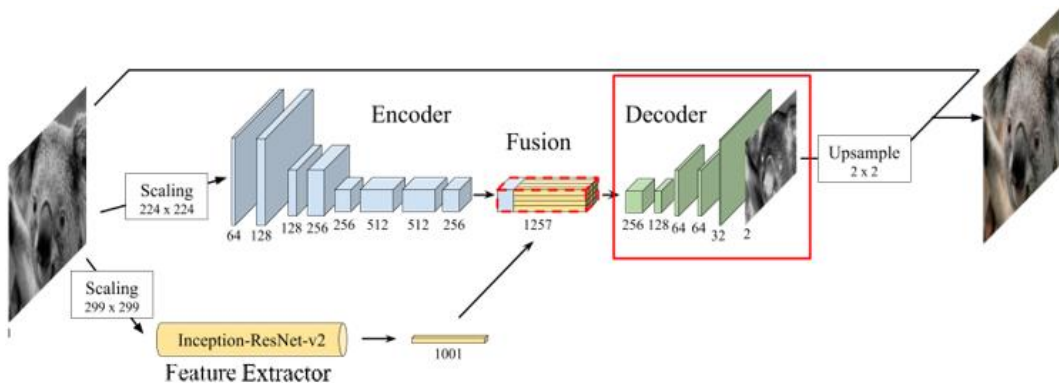 Encoder
Decoder
Fusion
Upsample
2 x 2
Scaling
224 x 224
64
128
128
256
256
512
512
256
1257
256
128
64
64
32
2
Scaling
299 x 299
Inception-ResNet-v2
1001
Feature Extractor